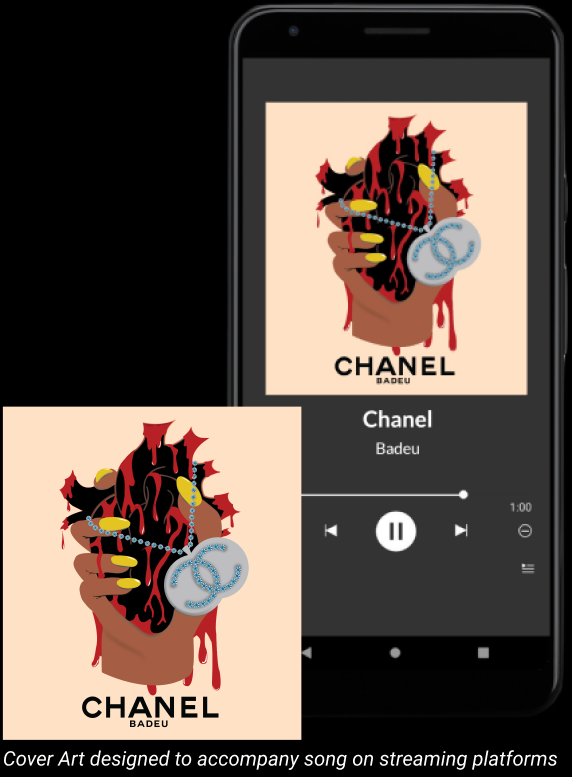 CHANEL
BADEU
Chanel
Badeu
1:00
CHANEL
BADEU
Cover Art designed to accompany song on streaming platforms